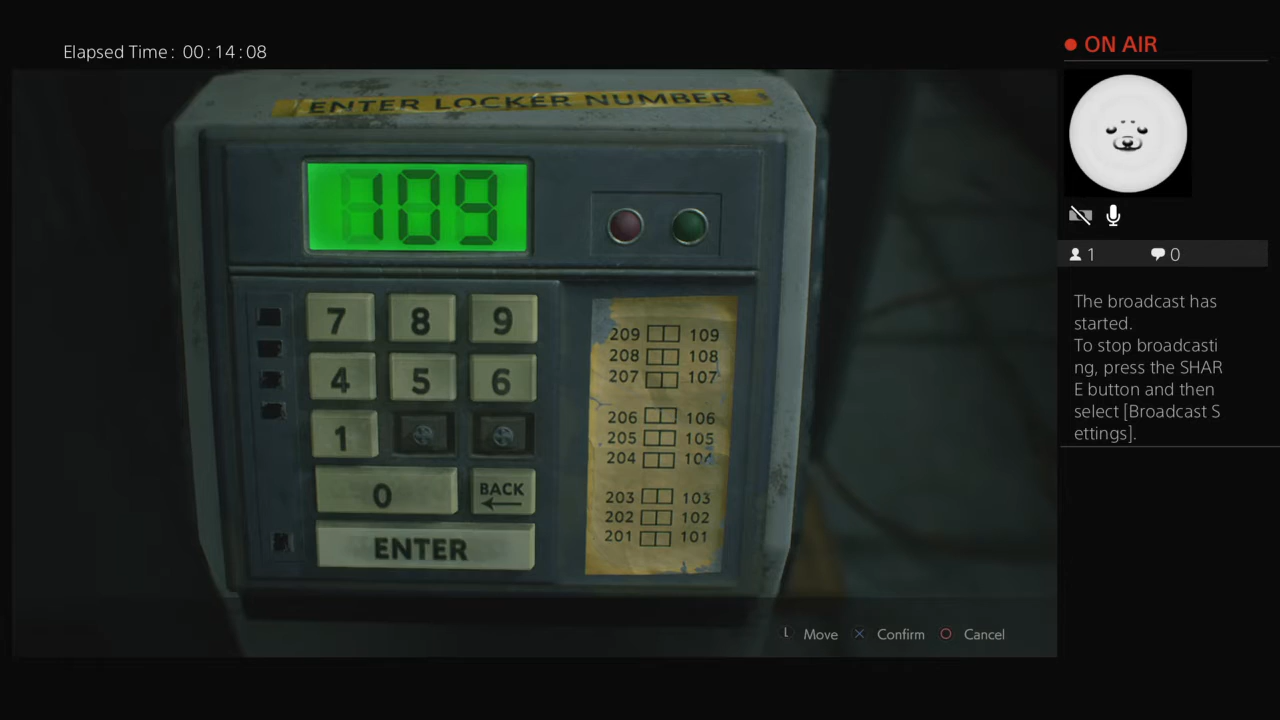 Elapsed Time: 00:14:08
ON AIR
ENTER LOCKER NUMBER
109
7 8 9
4 5 6
1
0 BACK
ENTER
209 109
208 108
207 107
206 106
205 105
204 104
203 103
202 102
201 101
L Move Confirm Cancel
1 0
The broadcast has
started.
To stop broadcasti
ng, press the SHAR
E button and then
select [Broadcast S
ettings].